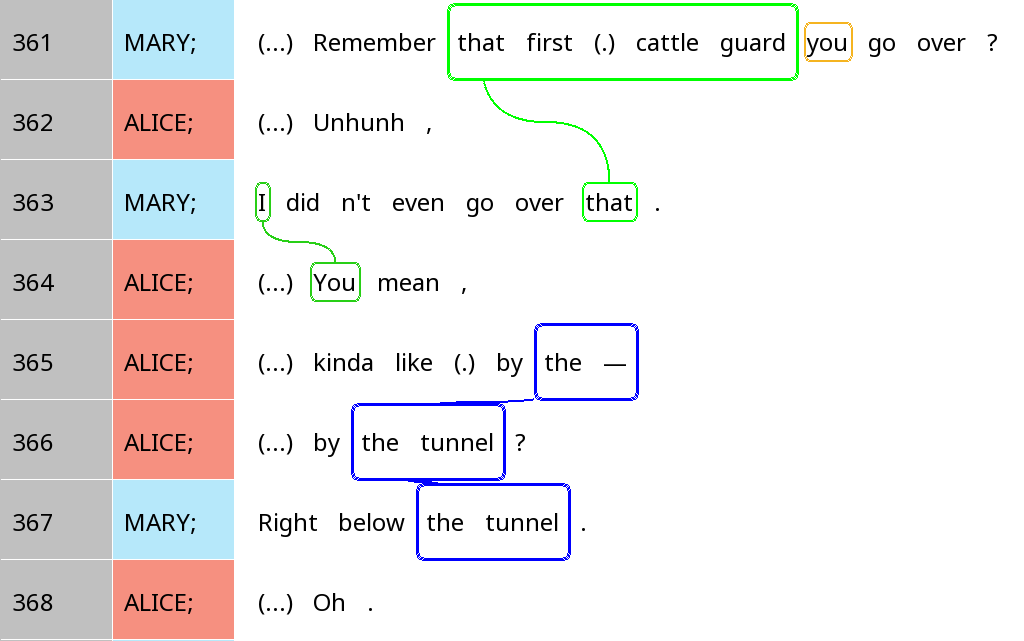 361 MARY; (...) Remember that first (.) cattle guard you go over ?
362 ALICE; (...) Unhunh ,
363 MARY; I did n't even go over that .
364 ALICE; (...) You mean ,
365 ALICE; (...) kinda like (.) by the —
366 ALICE; (...) by the tunnel ?
367 MARY; Right below the tunnel .
368 ALICE; (...) Oh .